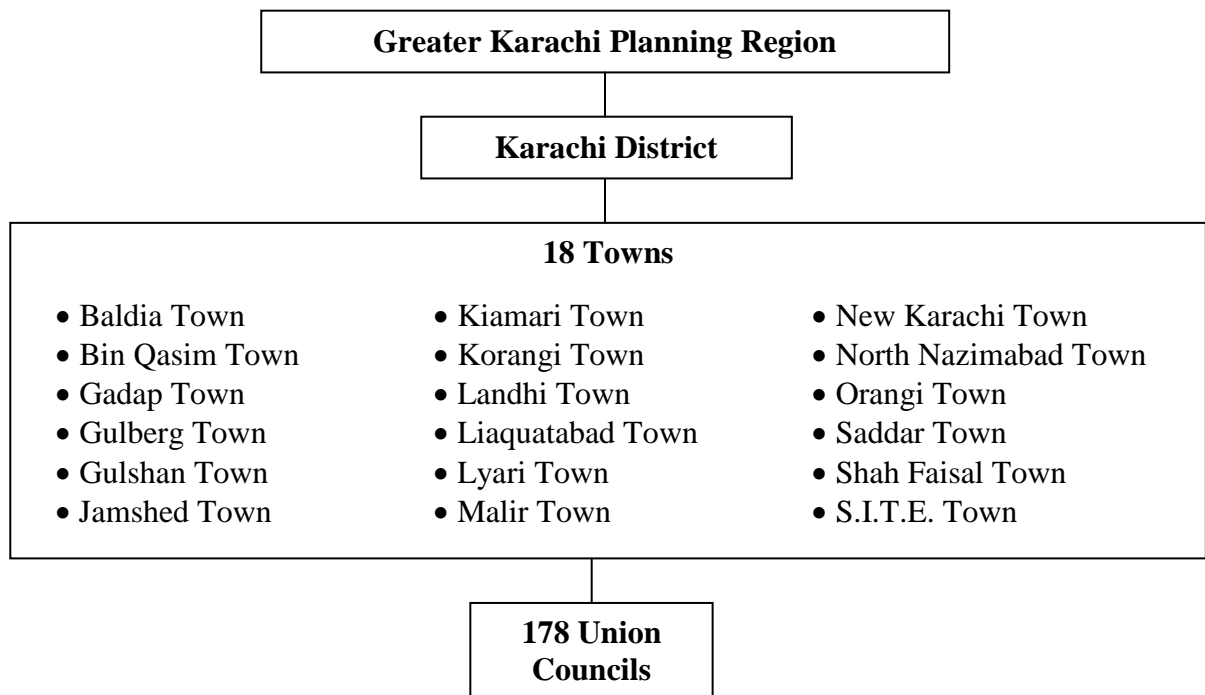 Greater Karachi Planning Region
Karachi District
18 Towns
• Baldia Town
• Bin Qasim Town
• Gadap Town
• Gulberg Town
• Gulshan Town
• Jamshed Town
• Kiamari Town
• Korangi Town
• Landhi Town
• Liaquatabad Town
• Lyari Town
• Malir Town
• New Karachi Town
• North Nazimabad Town
• Orangi Town
• Saddar Town
• Shah Faisal Town
• S.I.T.E. Town
178 Union
Councils